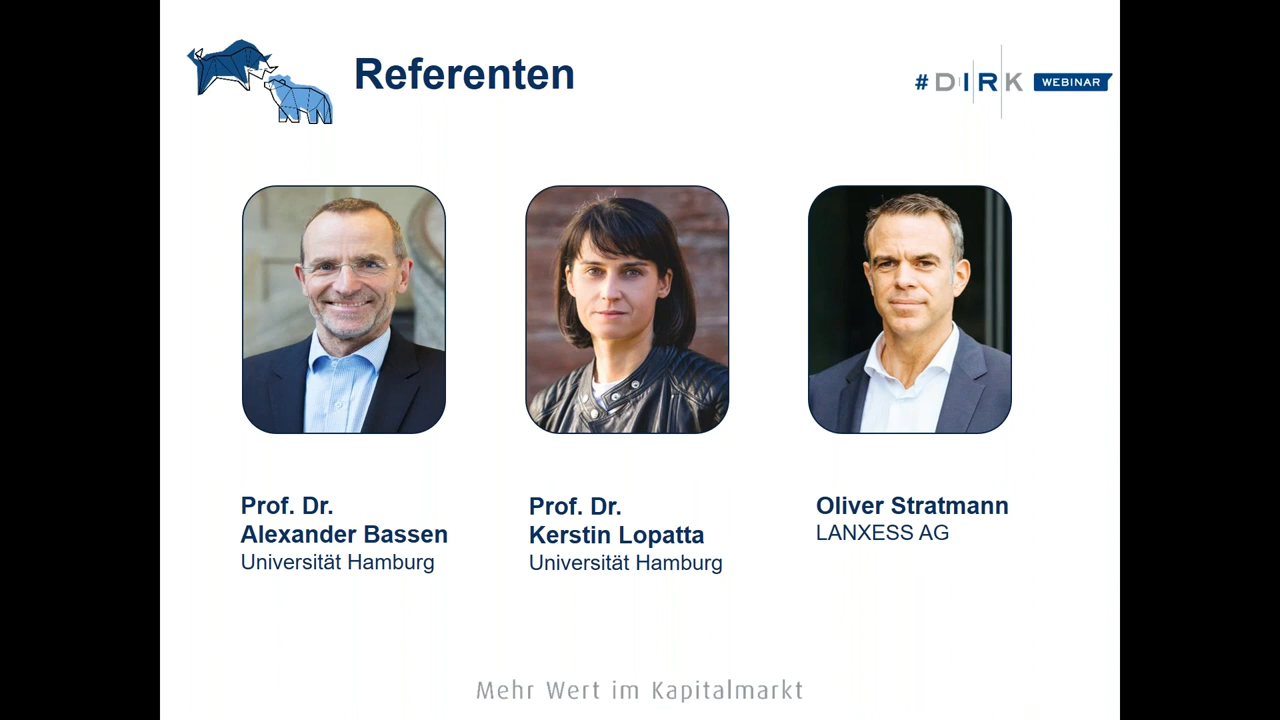 Referenten
#DIRK WEBINAR
Prof. Dr.
Alexander Bassen
Universität Hamburg
Prof. Dr.
Kerstin Lopatta
Universität Hamburg
Oliver Stratmann
LANXESS AG
Mehr Wert im Kapitalmarkt